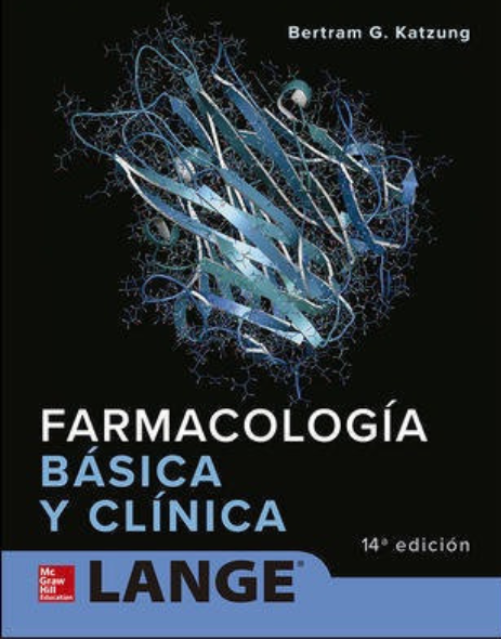 Bertram G. Katzung
FARMACOLOGÍA
BÁSICA
Y CLÍNICA
14ª edición
Mc
Graw
Hill
Education
LANGE®